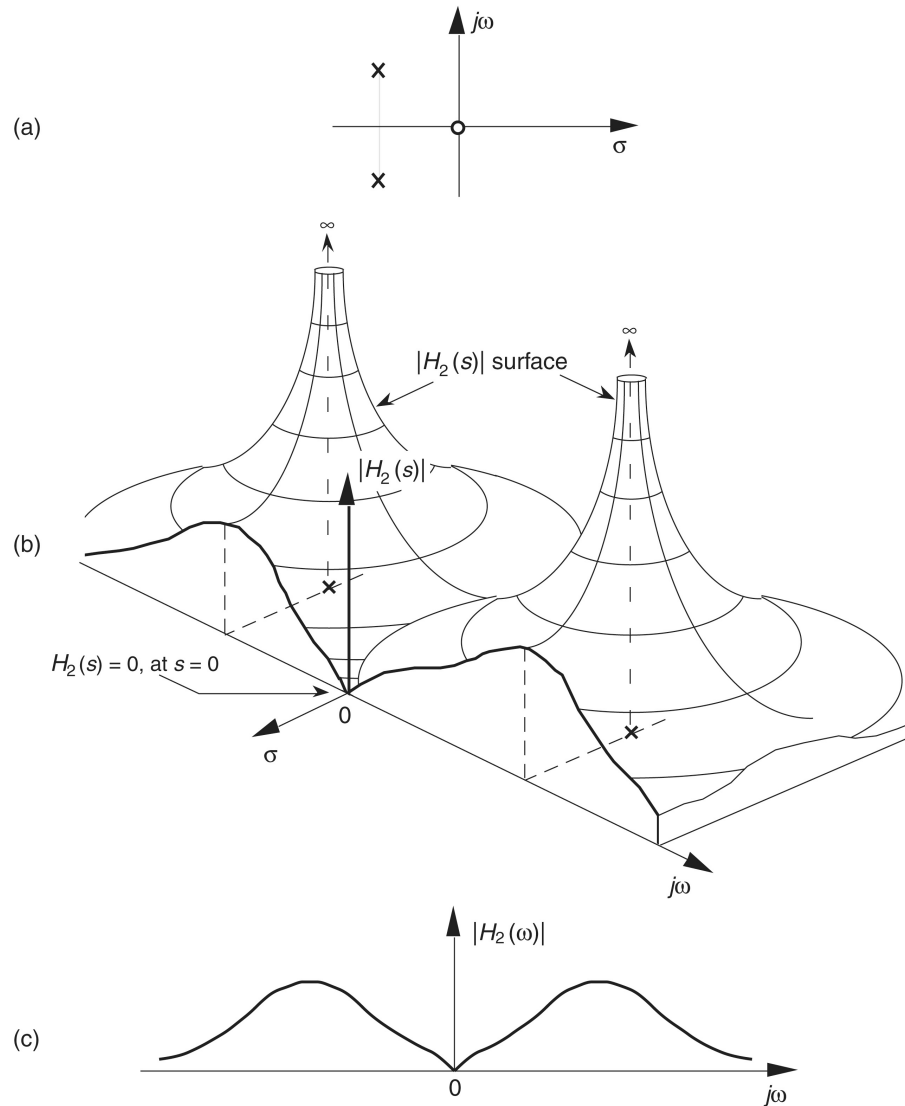 jω
(a)
σ
∞
∞
|H₂(s)| surface
|H₂(s)|
(b)
H₂(s) = 0, at s = 0
0
σ
jω
|H₂(ω)|
(c)
0
jω